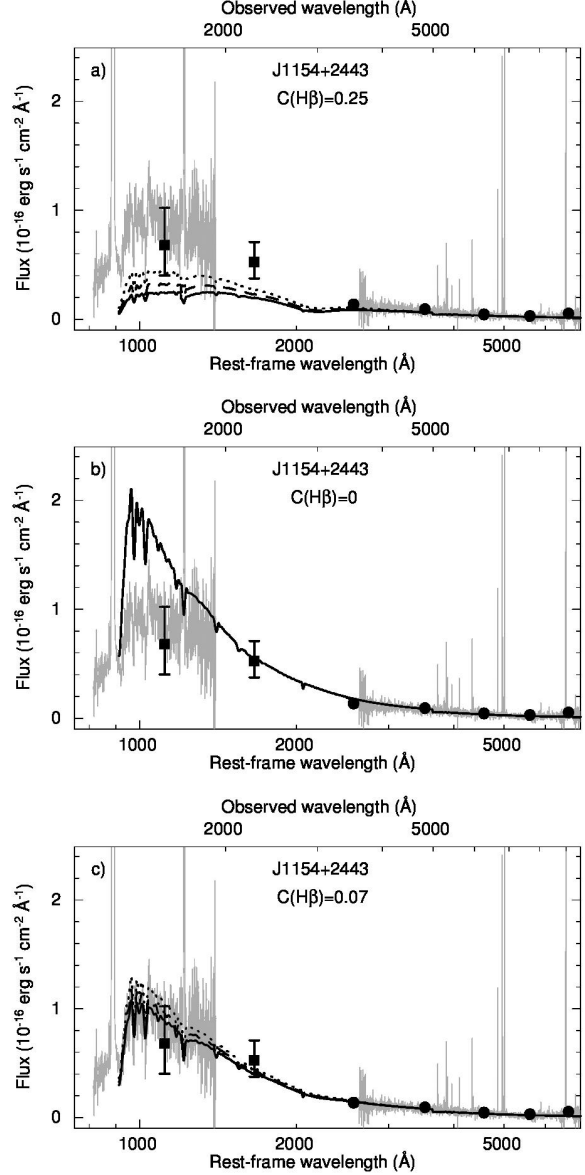 Observed wavelength (Å)
2000 5000
a)
J1154+2443
C(Hβ)=0.25
2
1
0
Flux (10⁻¹⁶ erg s⁻¹ cm⁻² Å⁻¹)
1000 2000 5000
Rest-frame wavelength (Å)
Observed wavelength (Å)
2000 5000
b)
J1154+2443
C(Hβ)=0
2
1
0
Flux (10⁻¹⁶ erg s⁻¹ cm⁻² Å⁻¹)
1000 2000 5000
Rest-frame wavelength (Å)
Observed wavelength (Å)
2000 5000
c)
J1154+2443
C(Hβ)=0.07
2
1
0
Flux (10⁻¹⁶ erg s⁻¹ cm⁻² Å⁻¹)
1000 2000 5000
Rest-frame wavelength (Å)